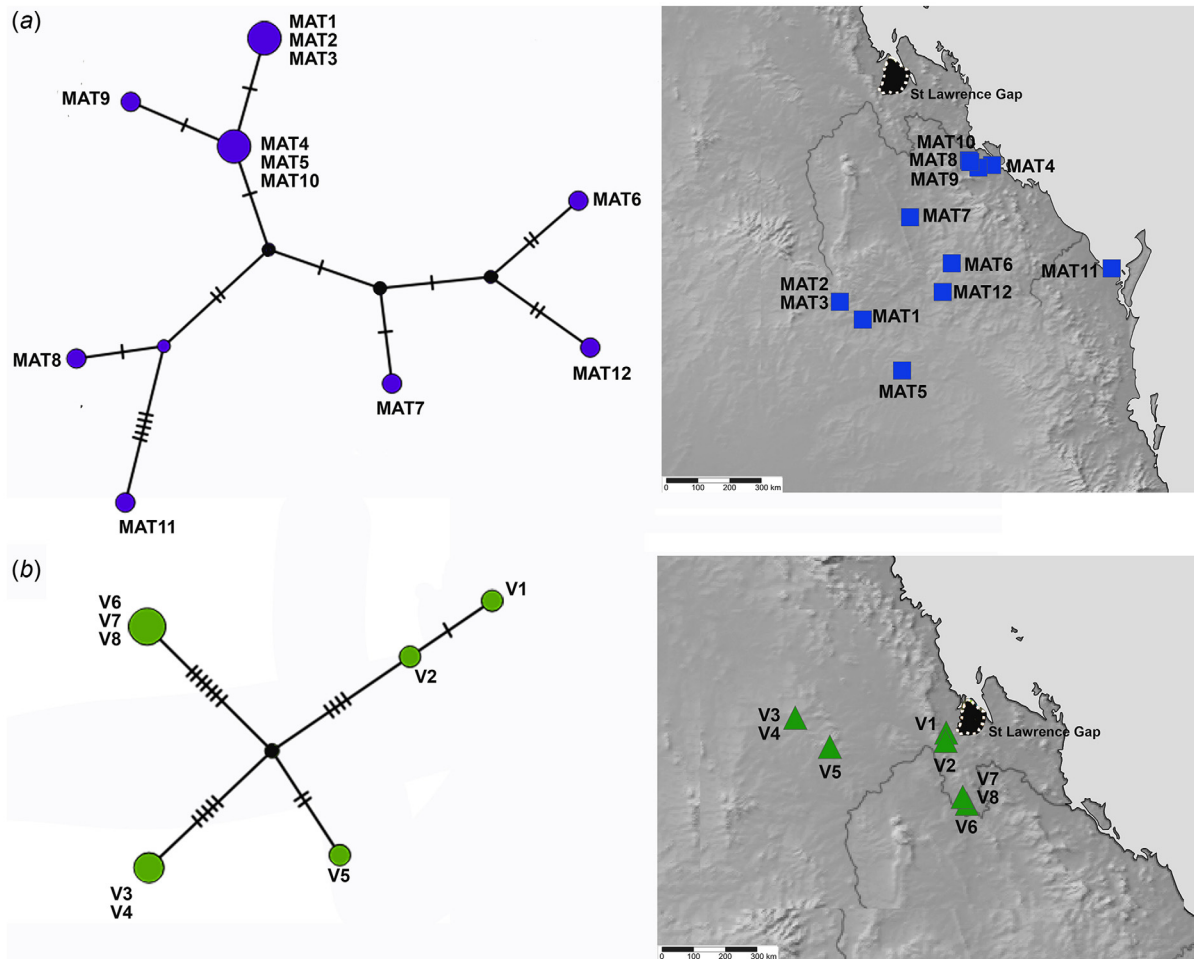 (a)
MAT1
MAT2
MAT3
MAT9
MAT4
MAT5
MAT10
MAT6
MAT8
MAT7
MAT12
MAT11
St Lawrence Gap
MAT10
MAT8
MAT9
MAT4
MAT7
MAT6
MAT11
MAT2
MAT3
MAT12
MAT1
MAT5
0 100 200 300 km
(b)
V6
V7
V8
V1
V2
V5
V3
V4
V3
V4
V1
St Lawrence Gap
V5
V2
V7
V8
V6
0 100 200 300 km